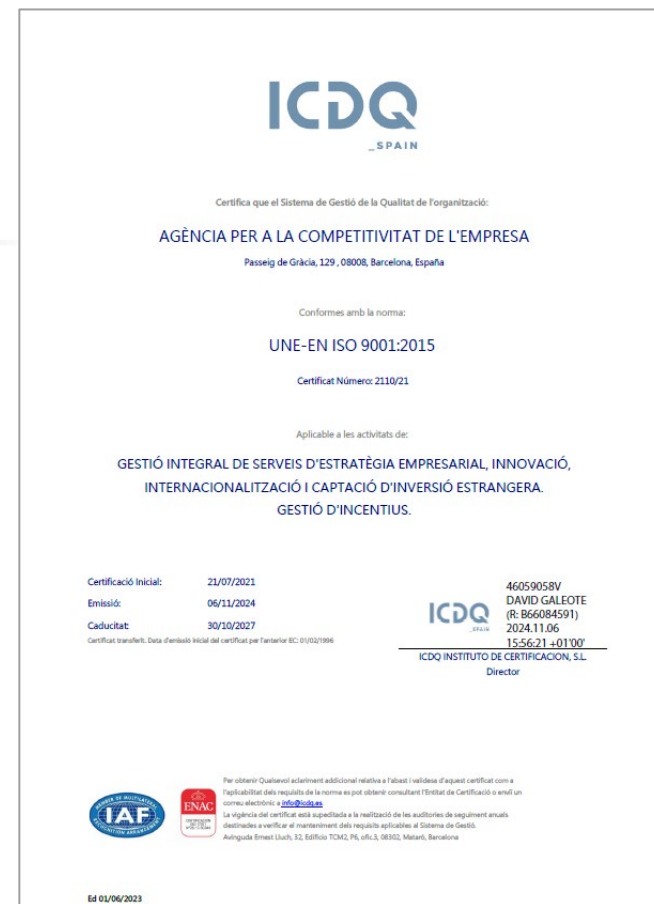 ICDQ
_SPAIN
Certifica que el Sistema de Gestió de la Qualitat de l'organització:
AGÈNCIA PER A LA COMPETITIVITAT DE L'EMPRESA
Passeig de Gràcia, 129 , 08008, Barcelona, España
Conformes amb la norma:
UNE-EN ISO 9001:2015
Certificat Número: 2110/21
Aplicable a les activitats de:
GESTIÓ INTEGRAL DE SERVEIS D'ESTRATÈGIA EMPRESARIAL, INNOVACIÓ,
INTERNACIONALITZACIÓ I CAPTACIÓ D'INVERSIÓ ESTRANGERA.
GESTIÓ D'INCENTIUS.
Certificació Inicial: 21/07/2021
Emissió: 06/11/2024
Caducitat: 30/10/2027
Certificat transferit. Data d'emissió inicial del certificat per l'anterior EC: 01/02/1996
ICDQ
_SPAIN
46059058V
DAVID GALEOTE
(R: B66084591)
2024.11.06
15:56:21 +01'00'
ICDQ INSTITUTO DE CERTIFICACION, S.L.
Director
IAF
ENAC
Per obtenir Qualsevol aclariment addicional relativa a l'abast i validesa d'aquest certificat com a
l'aplicabilitat dels requisits de la norma es pot obtenir consultant l'Entitat de Certificació o enviï un
correu electrònic a info@icdq.es.
La vigència del certificat está supeditada a la realització de les auditories de seguiment anuals
destinades a verificar el manteniment dels requisits aplicables al Sistema de Gestió.
Avinguda Ernest Lluch, 32, Edificio TCM2, P6, ofic.3, 08302, Mataró, Barcelona
Ed 01/06/2023